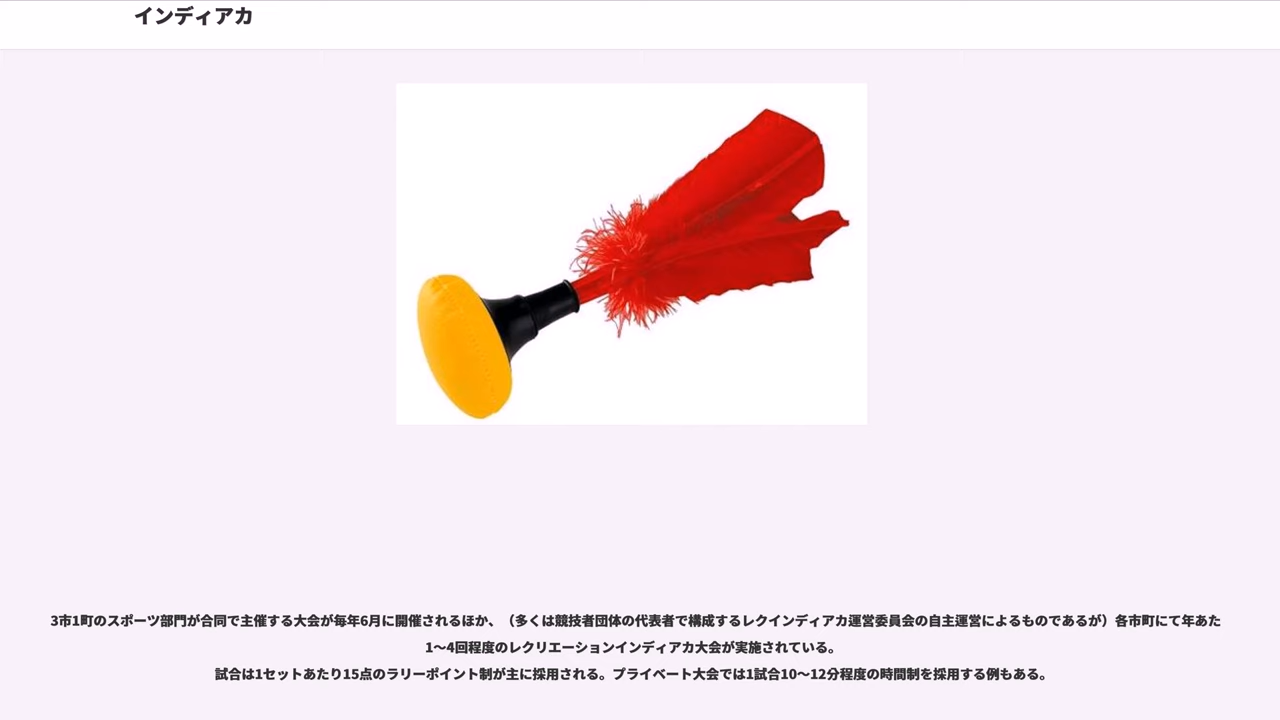 インディアカ
3市1町のスポーツ部門が合同で主催する大会が毎年6月に開催されるほか、（多くは競技者団体の代表者で構成するレクインディアカ運営委員会の自主運営によるものであるが）各市町にて年あた
1〜4回程度のレクリエーションインディアカ大会が実施されている。
試合は1セットあたり15点のラリーポイント制が主に採用される。プライベート大会では1試合10〜12分程度の時間制を採用する例もある。